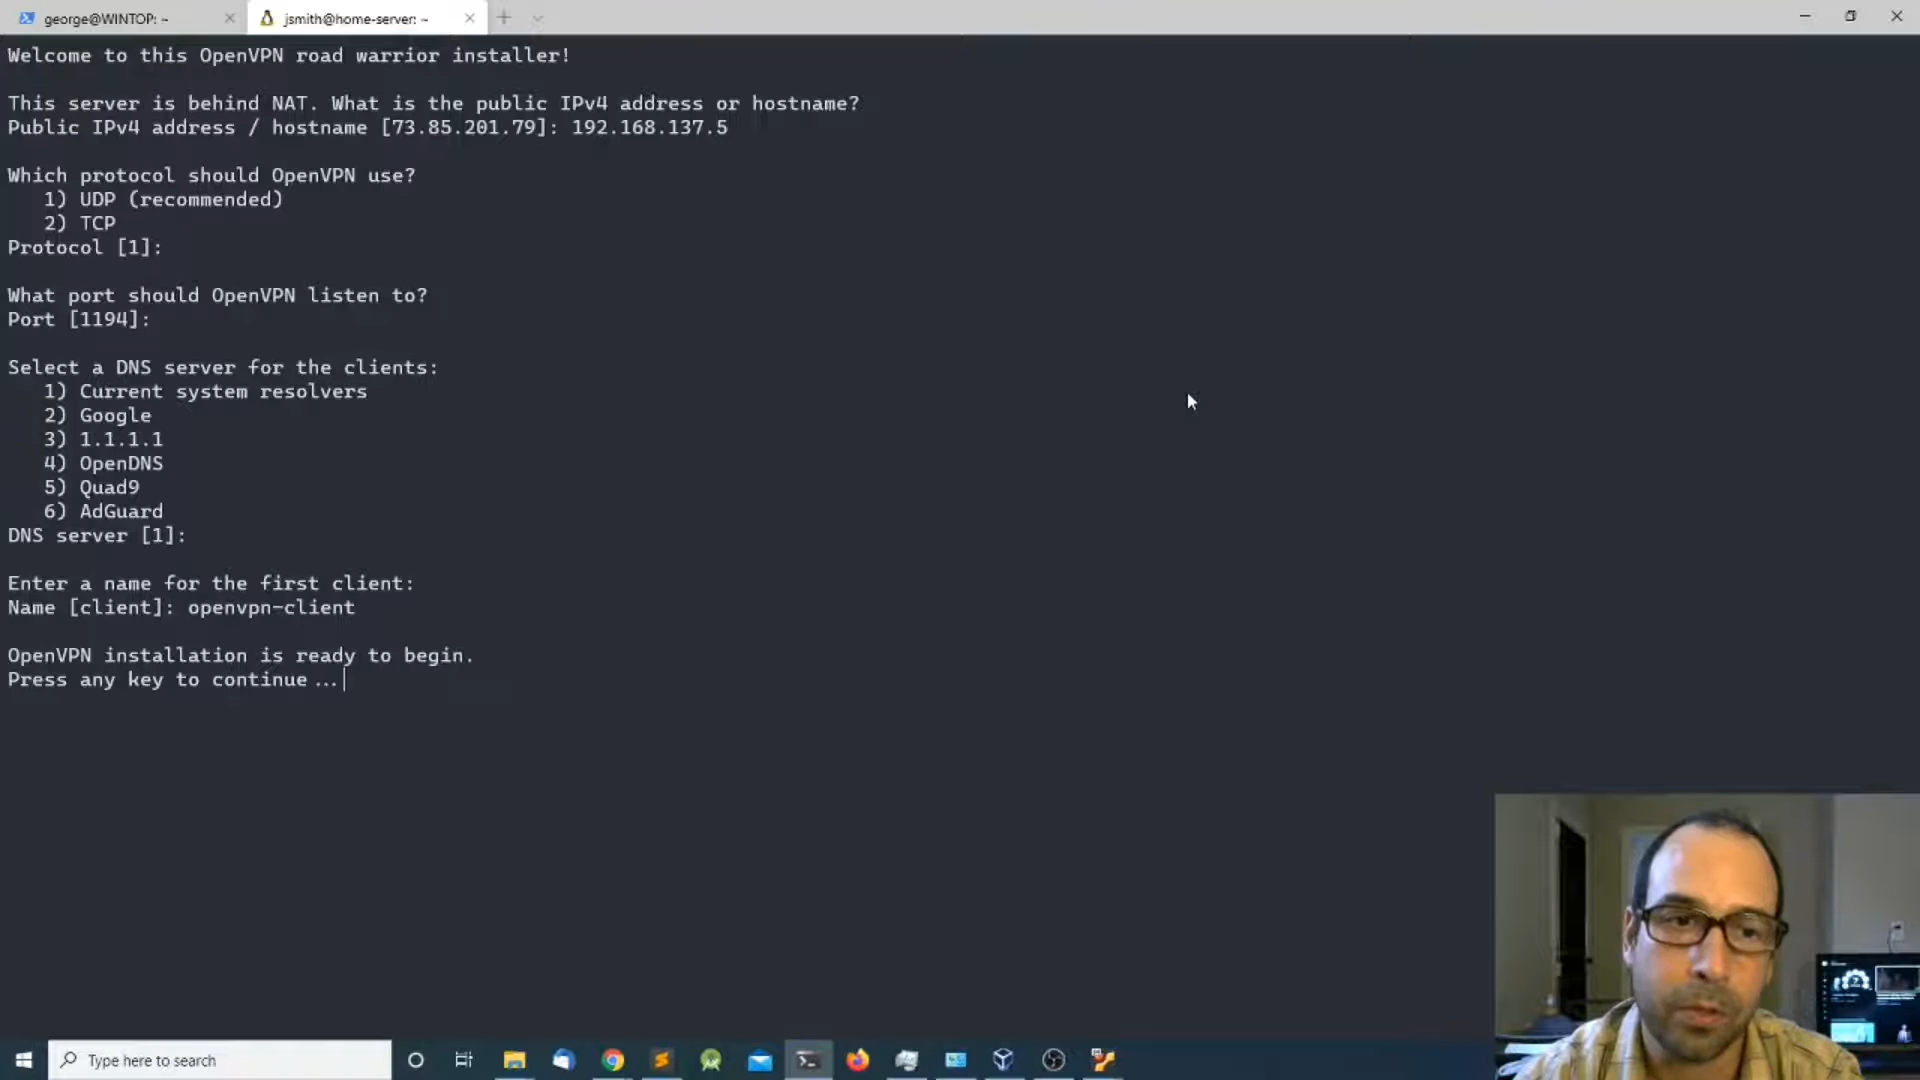 george@WINTOP: ~
jsmith@home-server: ~
Welcome to this OpenVPN road warrior installer!
This server is behind NAT. What is the public IPv4 address or hostname?
Public IPv4 address / hostname [73.85.201.79]: 192.168.137.5
Which protocol should OpenVPN use?
1) UDP (recommended)
2) TCP
Protocol [1]:
What port should OpenVPN listen to?
Port [1194]:
Select a DNS server for the clients:
1) Current system resolvers
2) Google
3) 1.1.1.1
4) OpenDNS
5) Quad9
6) AdGuard
DNS server [1]:
Enter a name for the first client:
Name [client]: openvpn-client
OpenVPN installation is ready to begin.
Press any key to continue...
Type here to search